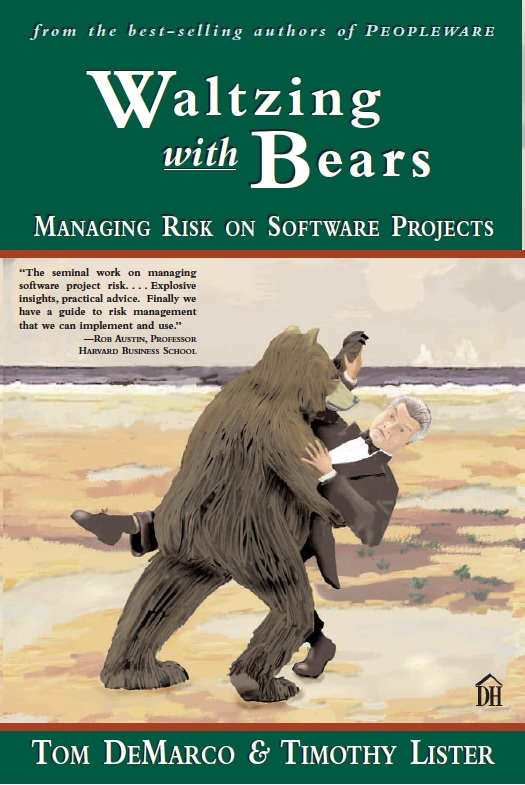 from the best-selling authors of PEOPLEWARE
Waltzing
with Bears
MANAGING RISK ON SOFTWARE PROJECTS
“The seminal work on managing
software project risk. . . . Explosive
insights, practical advice. Finally we
have a guide to risk management
that we can implement and use.”
—ROB AUSTIN, PROFESSOR
HARVARD BUSINESS SCHOOL
DH
TOM DEMARCO & TIMOTHY LISTER